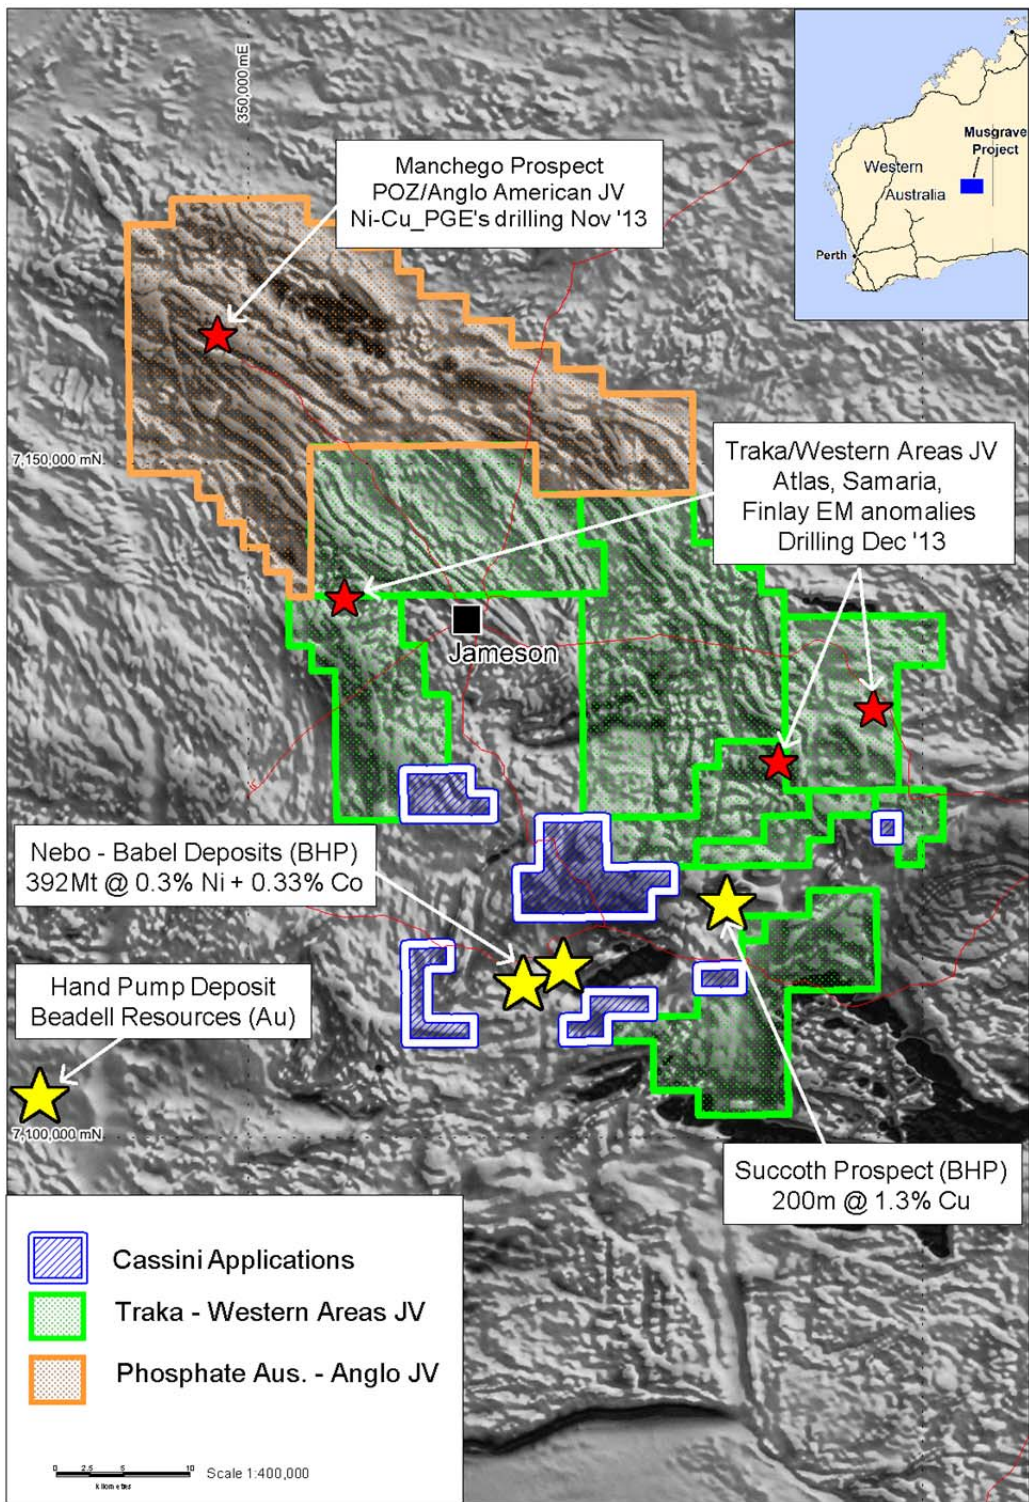 350,000 mE
Musgrave
Project
Western
Australia
Perth
Manchego Prospect
POZ/Anglo American JV
Ni-Cu_PGE's drilling Nov '13
7,150,000 mN
Traka/Western Areas JV
Atlas, Samaria,
Finlay EM anomalies
Drilling Dec '13
Jameson
Nebo - Babel Deposits (BHP)
392Mt @ 0.3% Ni + 0.33% Co
Hand Pump Deposit
Beadell Resources (Au)
7,100,000 mN
Succoth Prospect (BHP)
200m @ 1.3% Cu
Cassini Applications
Traka - Western Areas JV
Phosphate Aus. - Anglo JV
0 2.5 5 10
kilometres
Scale 1:400,000